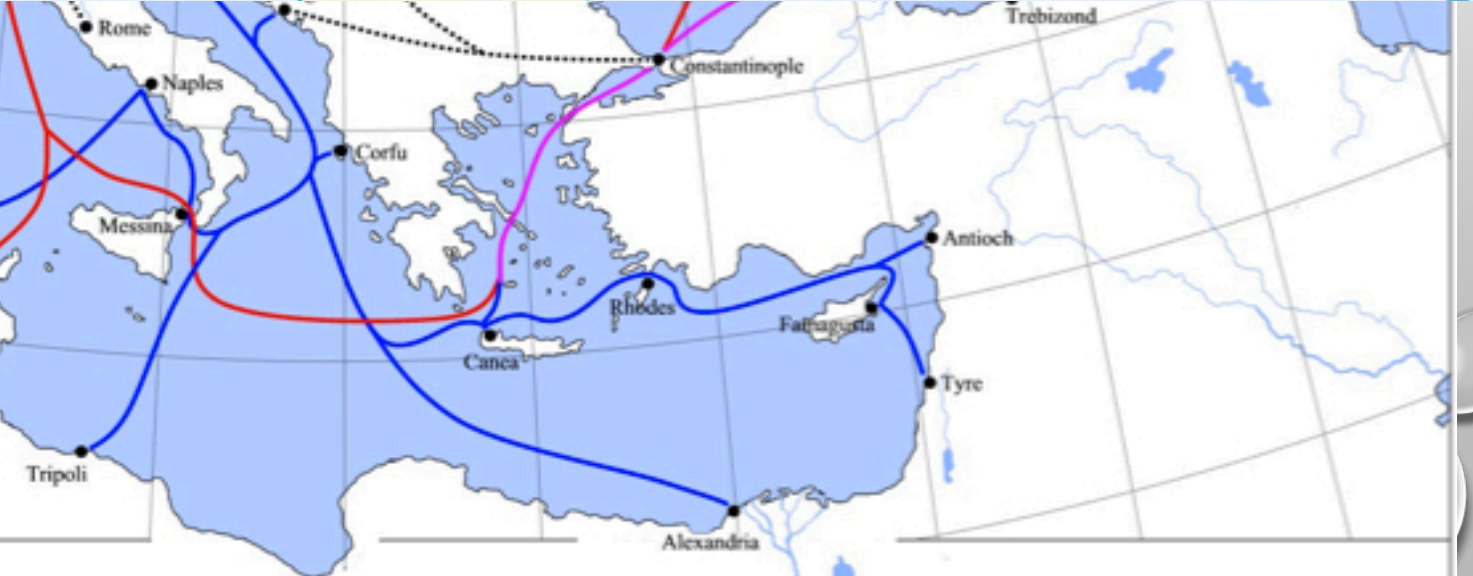 Trebizond
Rome
Constantinople
Naples
Corfu
Messina
Antioch
Rhodes
Famagusta
Canea
Tyre
Tripoli
Alexandria